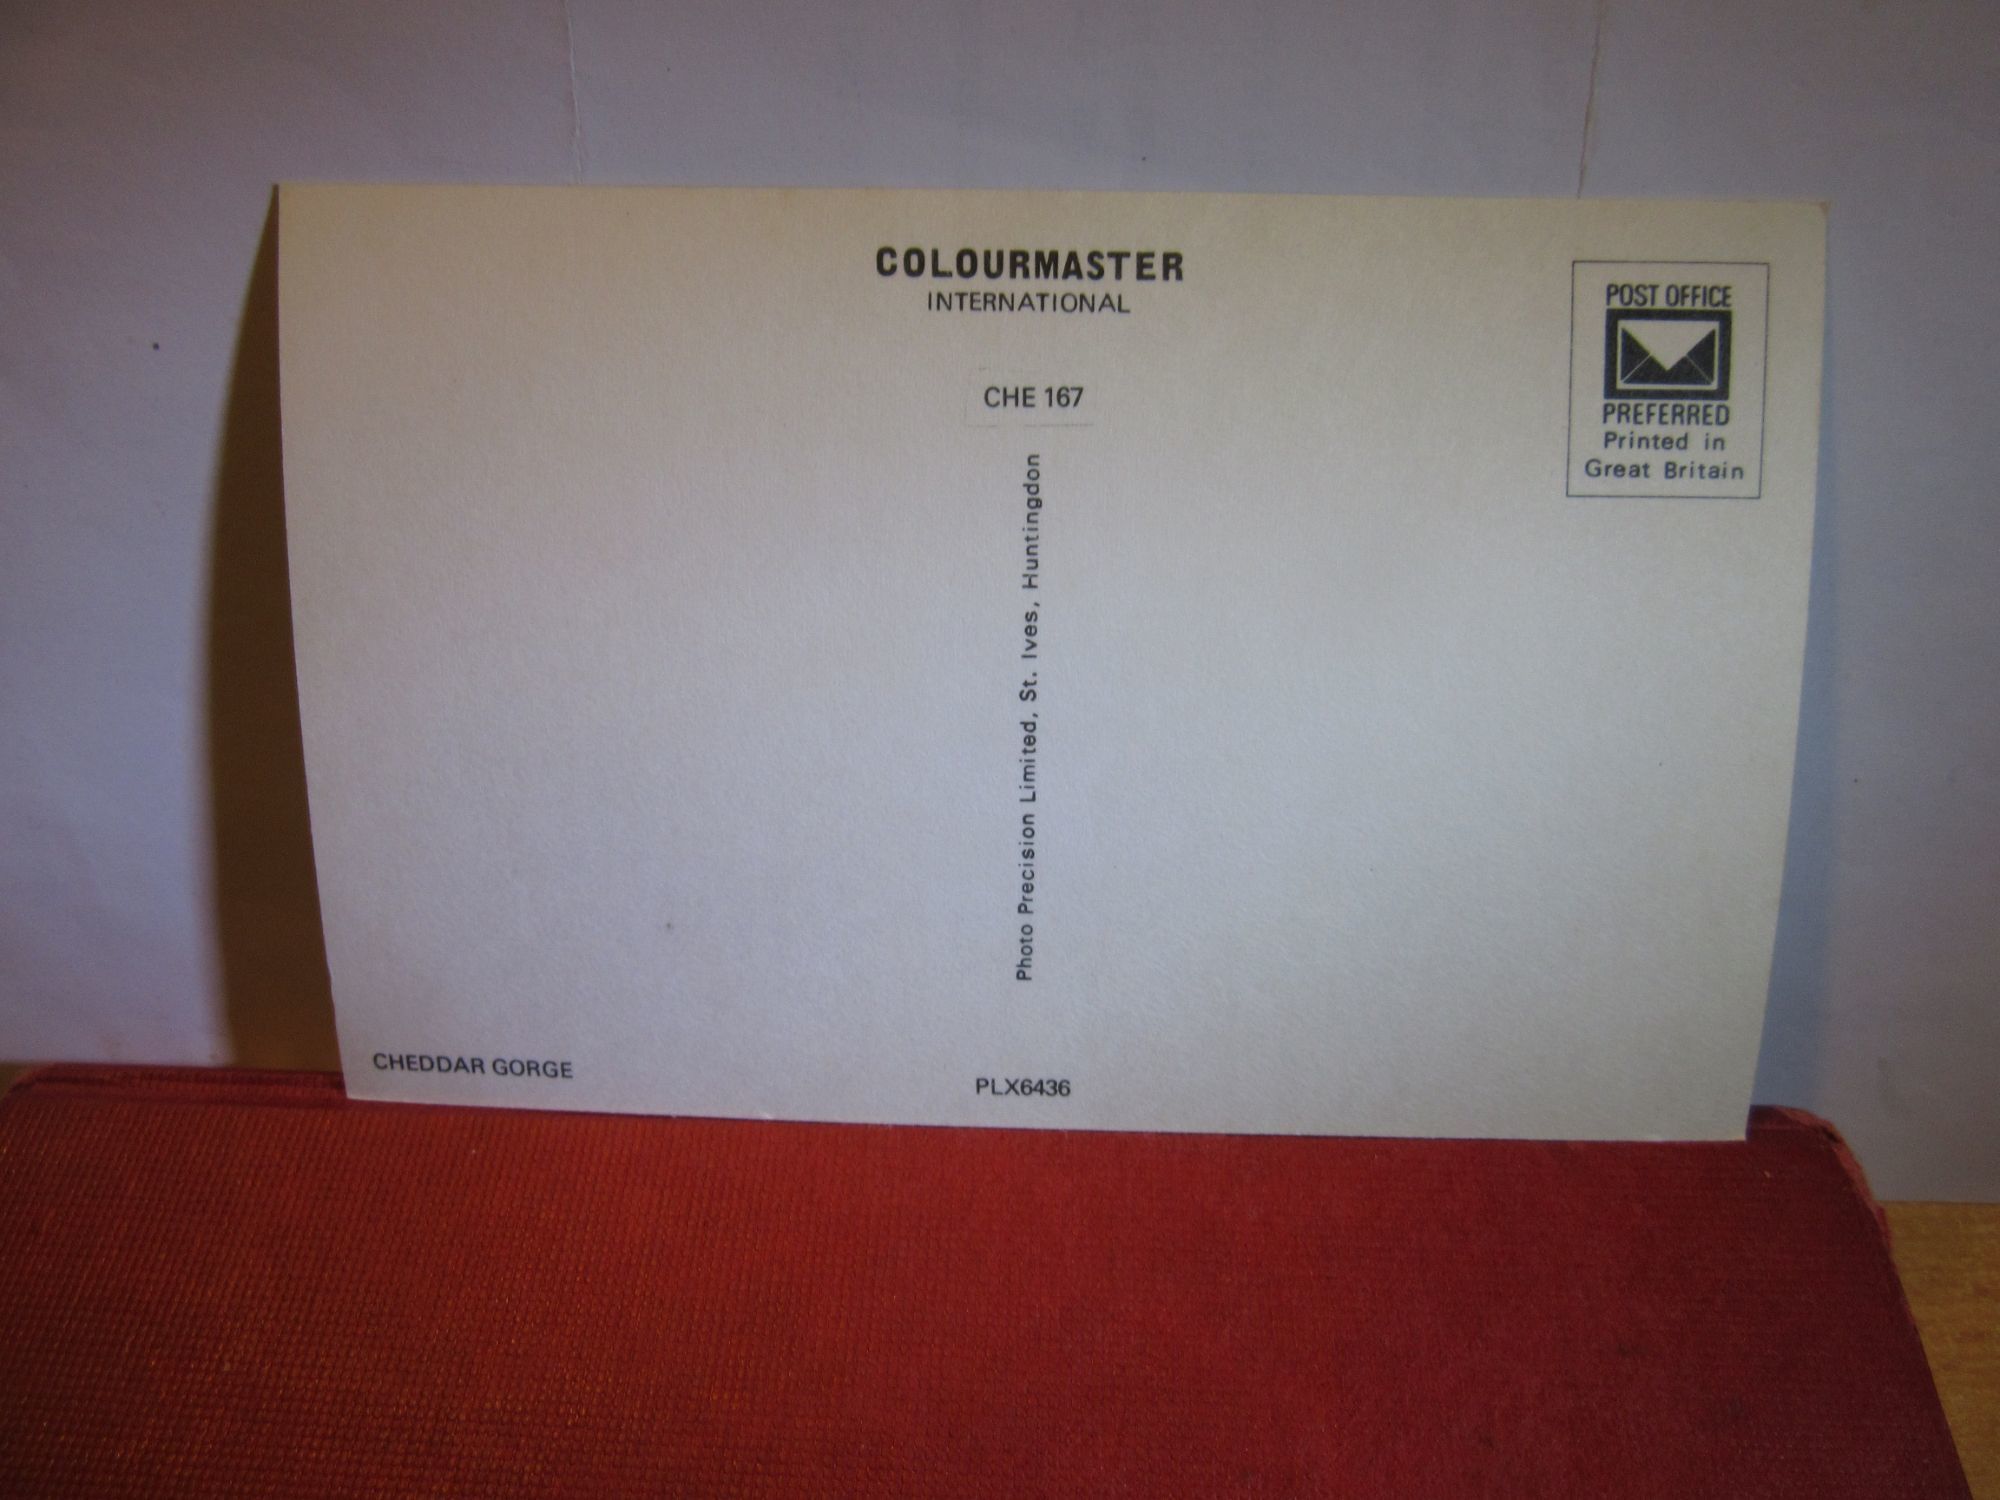 COLOURMASTER
INTERNATIONAL
CHE 167
POST OFFICE
PREFERRED
Printed in
Great Britain
Photo Precision Limited, St. Ives, Huntingdon
CHEDDAR GORGE
PLX6436